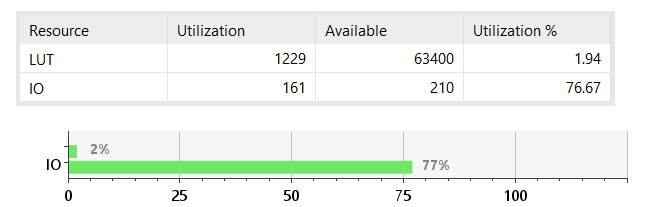 Resource Utilization Available Utilization %
LUT 1229 63400 1.94
IO 161 210 76.67
2%
IO 77%
0 25 50 75 100